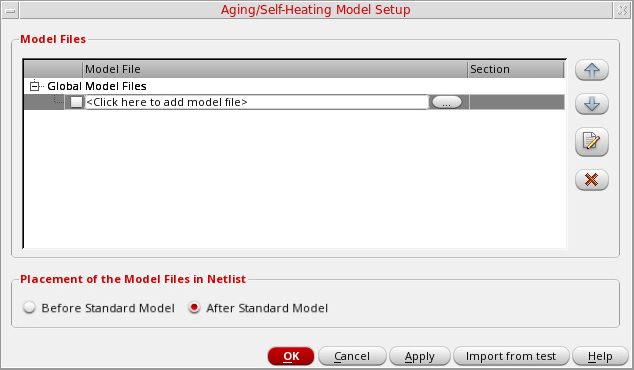 Aging/Self-Heating Model Setup
Model Files
Model File Section
Global Model Files
<Click here to add model file> ...
Placement of the Model Files in Netlist
Before Standard Model After Standard Model
OK Cancel Apply Import from test Help